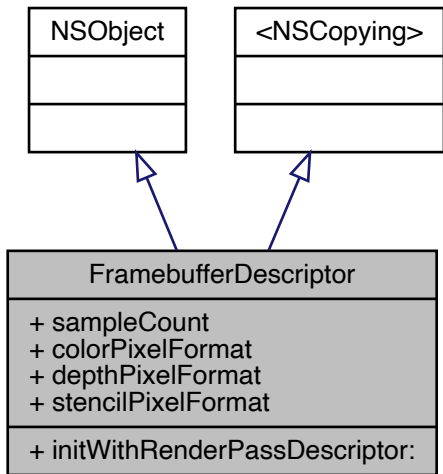 NSObject
<NSCopying>
FramebufferDescriptor
+ sampleCount
+ colorPixelFormat
+ depthPixelFormat
+ stencilPixelFormat
+ initWithRenderPassDescriptor: